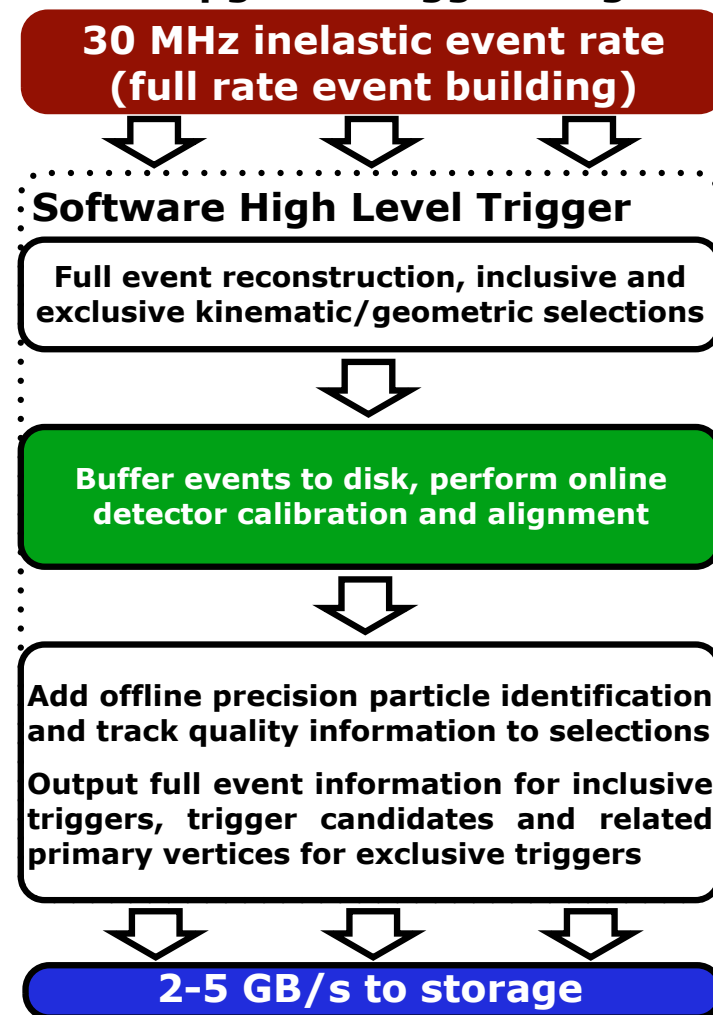 30 MHz inelastic event rate
(full rate event building)
Software High Level Trigger
Full event reconstruction, inclusive and
exclusive kinematic/geometric selections
Buffer events to disk, perform online
detector calibration and alignment
Add offline precision particle identification
and track quality information to selections
Output full event information for inclusive
triggers, trigger candidates and related
primary vertices for exclusive triggers
2-5 GB/s to storage